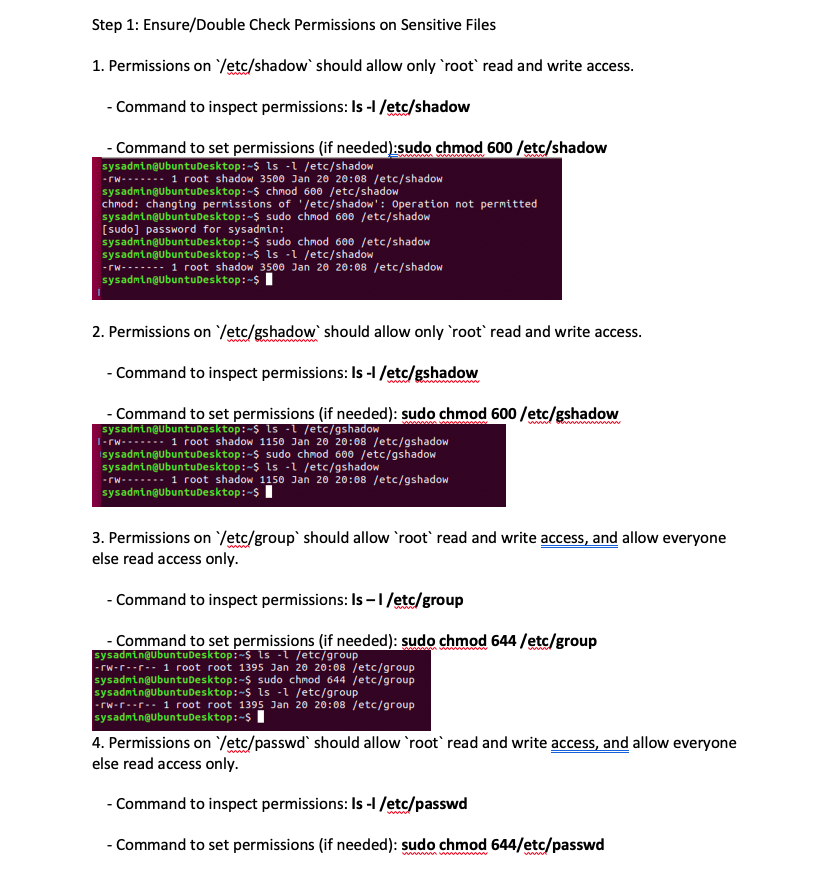 Step 1: Ensure/Double Check Permissions on Sensitive Files
1. Permissions on `/etc/shadow` should allow only `root` read and write access.
- Command to inspect permissions: ls -l /etc/shadow
- Command to set permissions (if needed):sudo chmod 600 /etc/shadow
sysadmin@UbuntuDesktop:~$ ls -l /etc/shadow
-rw------- 1 root shadow 3500 Jan 20 20:08 /etc/shadow
sysadmin@UbuntuDesktop:~$ chmod 600 /etc/shadow
chmod: changing permissions of '/etc/shadow': Operation not permitted
sysadmin@UbuntuDesktop:~$ sudo chmod 600 /etc/shadow
[sudo] password for sysadmin:
sysadmin@UbuntuDesktop:~$ sudo chmod 600 /etc/shadow
sysadmin@UbuntuDesktop:~$ ls -l /etc/shadow
-rw------- 1 root shadow 3500 Jan 20 20:08 /etc/shadow
sysadmin@UbuntuDesktop:~$
2. Permissions on `/etc/gshadow` should allow only `root` read and write access.
- Command to inspect permissions: ls -l /etc/gshadow
- Command to set permissions (if needed): sudo chmod 600 /etc/gshadow
sysadmin@UbuntuDesktop:~$ ls -l /etc/gshadow
-rw------- 1 root shadow 1150 Jan 20 20:08 /etc/gshadow
sysadmin@UbuntuDesktop:~$ sudo chmod 600 /etc/gshadow
sysadmin@UbuntuDesktop:~$ ls -l /etc/gshadow
-rw------- 1 root shadow 1150 Jan 20 20:08 /etc/gshadow
sysadmin@UbuntuDesktop:~$
3. Permissions on `/etc/group` should allow `root` read and write access, and allow everyone
else read access only.
- Command to inspect permissions: ls – l /etc/group
- Command to set permissions (if needed): sudo chmod 644 /etc/group
sysadmin@UbuntuDesktop:~$ ls -l /etc/group
-rw-r--r-- 1 root root 1395 Jan 20 20:08 /etc/group
sysadmin@UbuntuDesktop:~$ sudo chmod 644 /etc/group
sysadmin@UbuntuDesktop:~$ ls -l /etc/group
-rw-r--r-- 1 root root 1395 Jan 20 20:08 /etc/group
sysadmin@UbuntuDesktop:~$
4. Permissions on `/etc/passwd` should allow `root` read and write access, and allow everyone
else read access only.
- Command to inspect permissions: ls -l /etc/passwd
- Command to set permissions (if needed): sudo chmod 644/etc/passwd